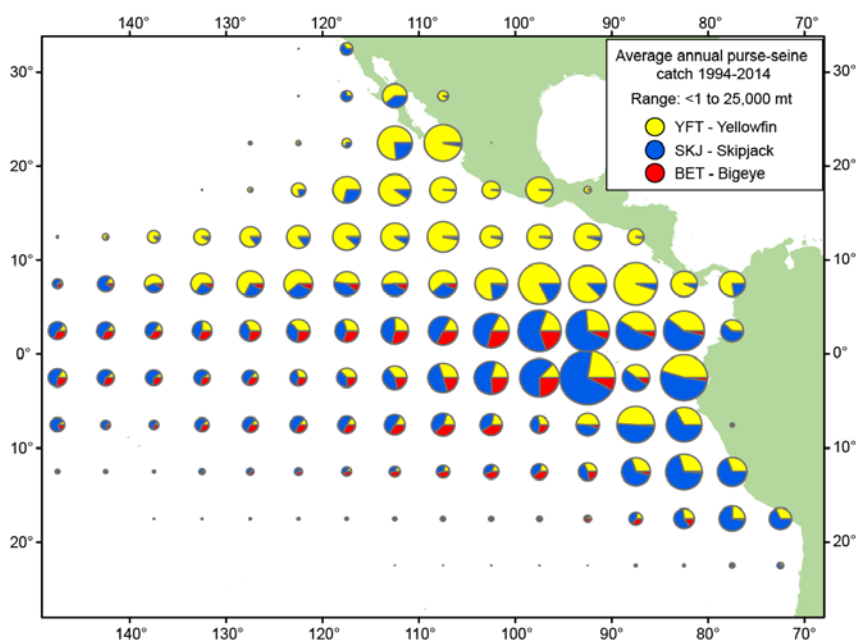 140° 130° 120° 110° 100° 90° 80°
Average annual purse-seine
catch 1994-2014
Range: <1 to 25,000 mt
YFT - Yellowfin
SKJ - Skipjack
BET - Bigeye
30° 30°
20° 20°
10° 10°
0° 0°
10° 10°
20° 20°
140° 130° 120° 110° 100° 90° 80° 70°